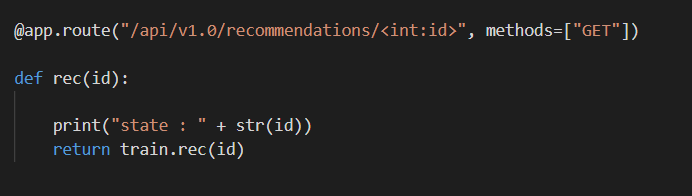 @app.route("/api/v1.0/recommendations/<int:id>", methods=["GET"])
def rec(id):
print("state : " + str(id))
return train.rec(id)